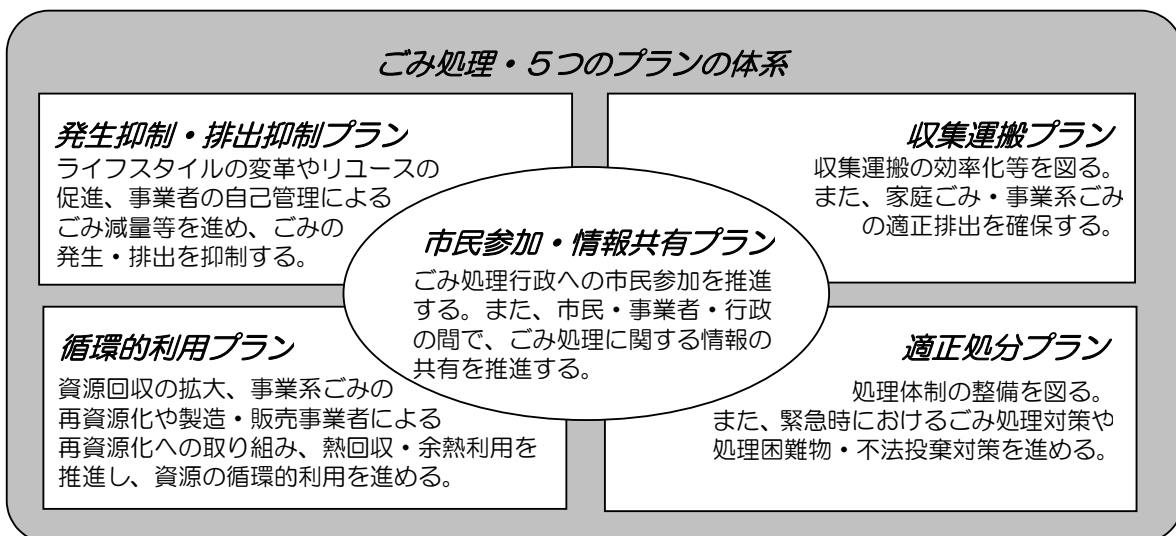 ごみ処理・５つのプランの体系
発生抑制・排出抑制プラン
ライフスタイルの変革やリユースの
促進、事業者の自己管理による
ごみ減量等を進め、ごみの
発生・排出を抑制する。
収集運搬プラン
収集運搬の効率化等を図る。
また、家庭ごみ・事業系ごみ
の適正排出を確保する。
市民参加・情報共有プラン
ごみ処理行政への市民参加を推進
する。また、市民・事業者・行政
の間で、ごみ処理に関する情報の
共有を推進する。
循環的利用プラン
資源回収の拡大、事業系ごみの
再資源化や製造・販売事業者による
再資源化への取り組み、熱回収・余熱利用を
推進し、資源の循環的利用を進める。
適正処分プラン
処理体制の整備を図る。
また、緊急時におけるごみ処理対策や
処理困難物・不法投棄対策を進める。